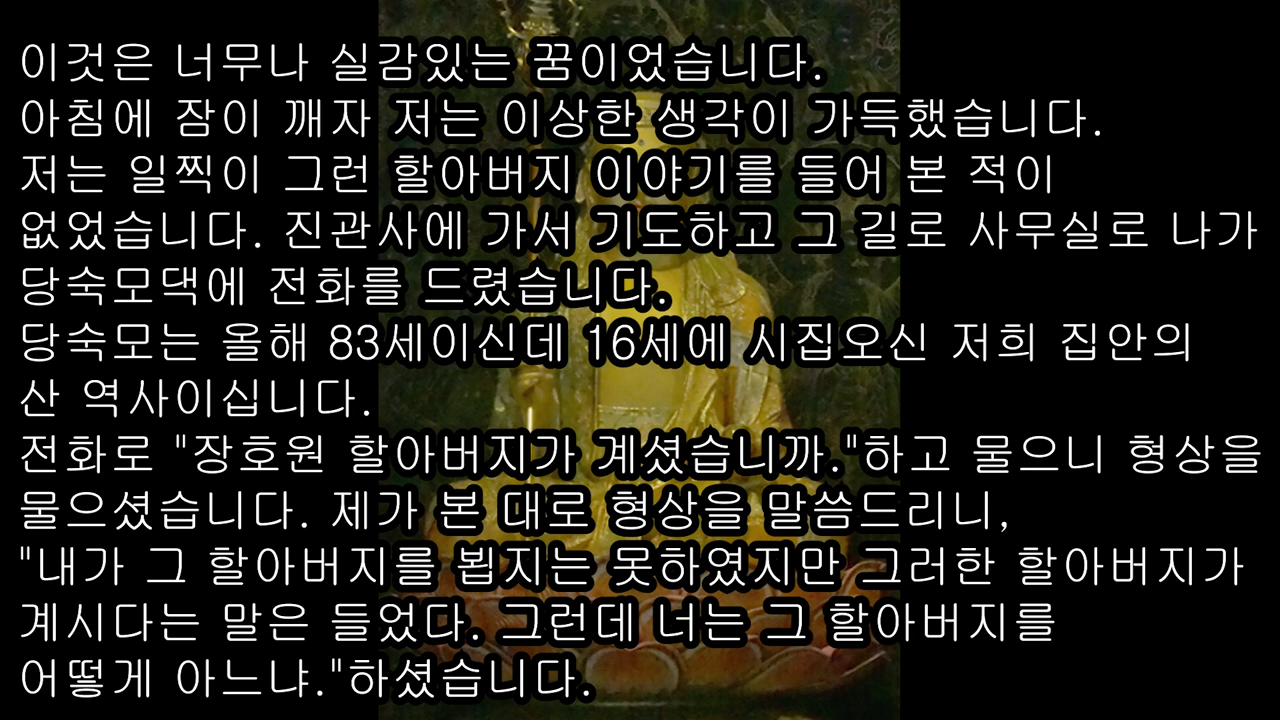 이것은 너무나 실감있는 꿈이었습니다.
아침에 잠이 깨자 저는 이상한 생각이 가득했습니다.
저는 일찍이 그런 할아버지 이야기를 들어 본 적이
없었습니다. 진관사에 가서 기도하고 그 길로 사무실로 나가
당숙모댁에 전화를 드렸습니다.
당숙모는 올해 83세이신데 16세에 시집오신 저희 집안의
산 역사이십니다.
전화로 "장호원 할아버지가 계셨습니까."하고 물으니 형상을
물으셨습니다. 제가 본 대로 형상을 말씀드리니,
"내가 그 할아버지를 뵙지는 못하였지만 그러한 할아버지가
계시다는 말은 들었다. 그런데 너는 그 할아버지를
어떻게 아느냐."하셨습니다.